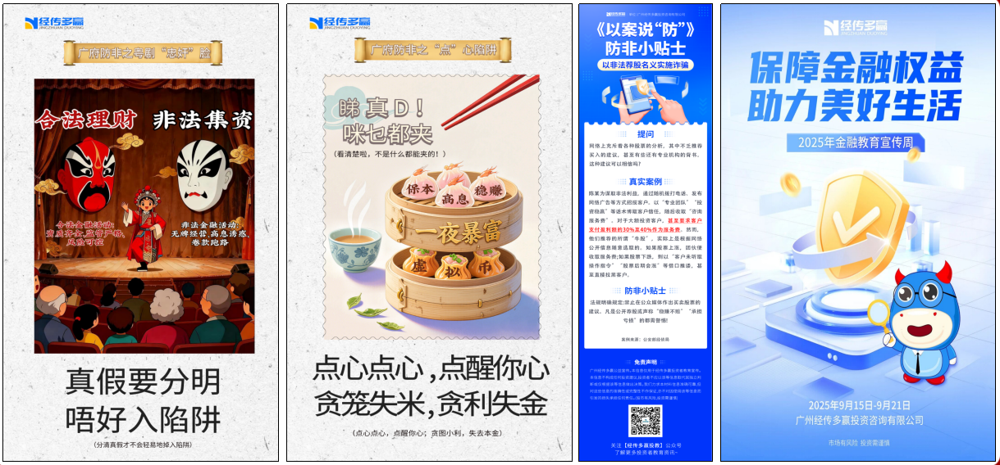 经传多赢
JINGZHUAN DUOYING
广府防非之粤剧“忠奸”脸
合法理财 非法集资
合法金融活动:
资质齐全,监管严格,
风险可控
非法金融活动:
无牌经营,高息诱惑,
卷款跑路
真假要分明
唔好入陷阱
（分清真假才不会轻易地掉入陷阱）
经传多赢
JINGZHUAN DUOYING
广府防非之“点”心陷阱
睇真D！
咪乜都夹
（看清楚啦，不是什么都能夹的！）
保本 高息 稳赚
一夜暴富
虚 拟 币
点心点心,点醒你心
贪笼失米,贪利失金
（点心点心，点醒你心；贪图小利，失去本金）
经传多赢
广州经传多赢投资咨询有限公司
《以案说“防”》
防非小贴士
以非法荐股名义实施诈骗
提问
网络上充斥着各种股票的分析，其中不乏推荐
买入的建议，甚至有些还有专业机构的背书，
这种建议可以相信吗?
真实案例
陈某为谋取非法利益，通过随机拨打电话、发布
网络广告等方式招揽客户，以“专业团队”“投
资稳赢”等话术博取客户信任，随后收取“咨询
服务费”。对于大额投资客户，甚至要求客户
支付盈利额的30%至40%作为服务费。然而，
他们推荐的所谓“牛股”，实际上是根据网络
公开信息随意选取的。如果股票上涨，团伙便
收取服务费;如果股票下跌，则以“客户未听取
操作指令”“股票后期会涨”等借口推诿，甚
至直接拉黑客户。
防非小贴士
法规明确规定:禁止在公众媒体作出买卖股票的
建议，凡是公开荐股或声称“稳赚不赔”“承担
亏损”的都需警惕!
案例来源：公安部投侦局
免责声明
关注【经传多赢投教】公众号
了解更多投资者教育资讯~
经传多赢
JINGZHUAN DUOYING
保障金融权益
助力美好生活
2025年金融教育宣传周
2025年9月15日-9月21日
广州经传多赢投资咨询有限公司
市场有风险 投资需谨慎